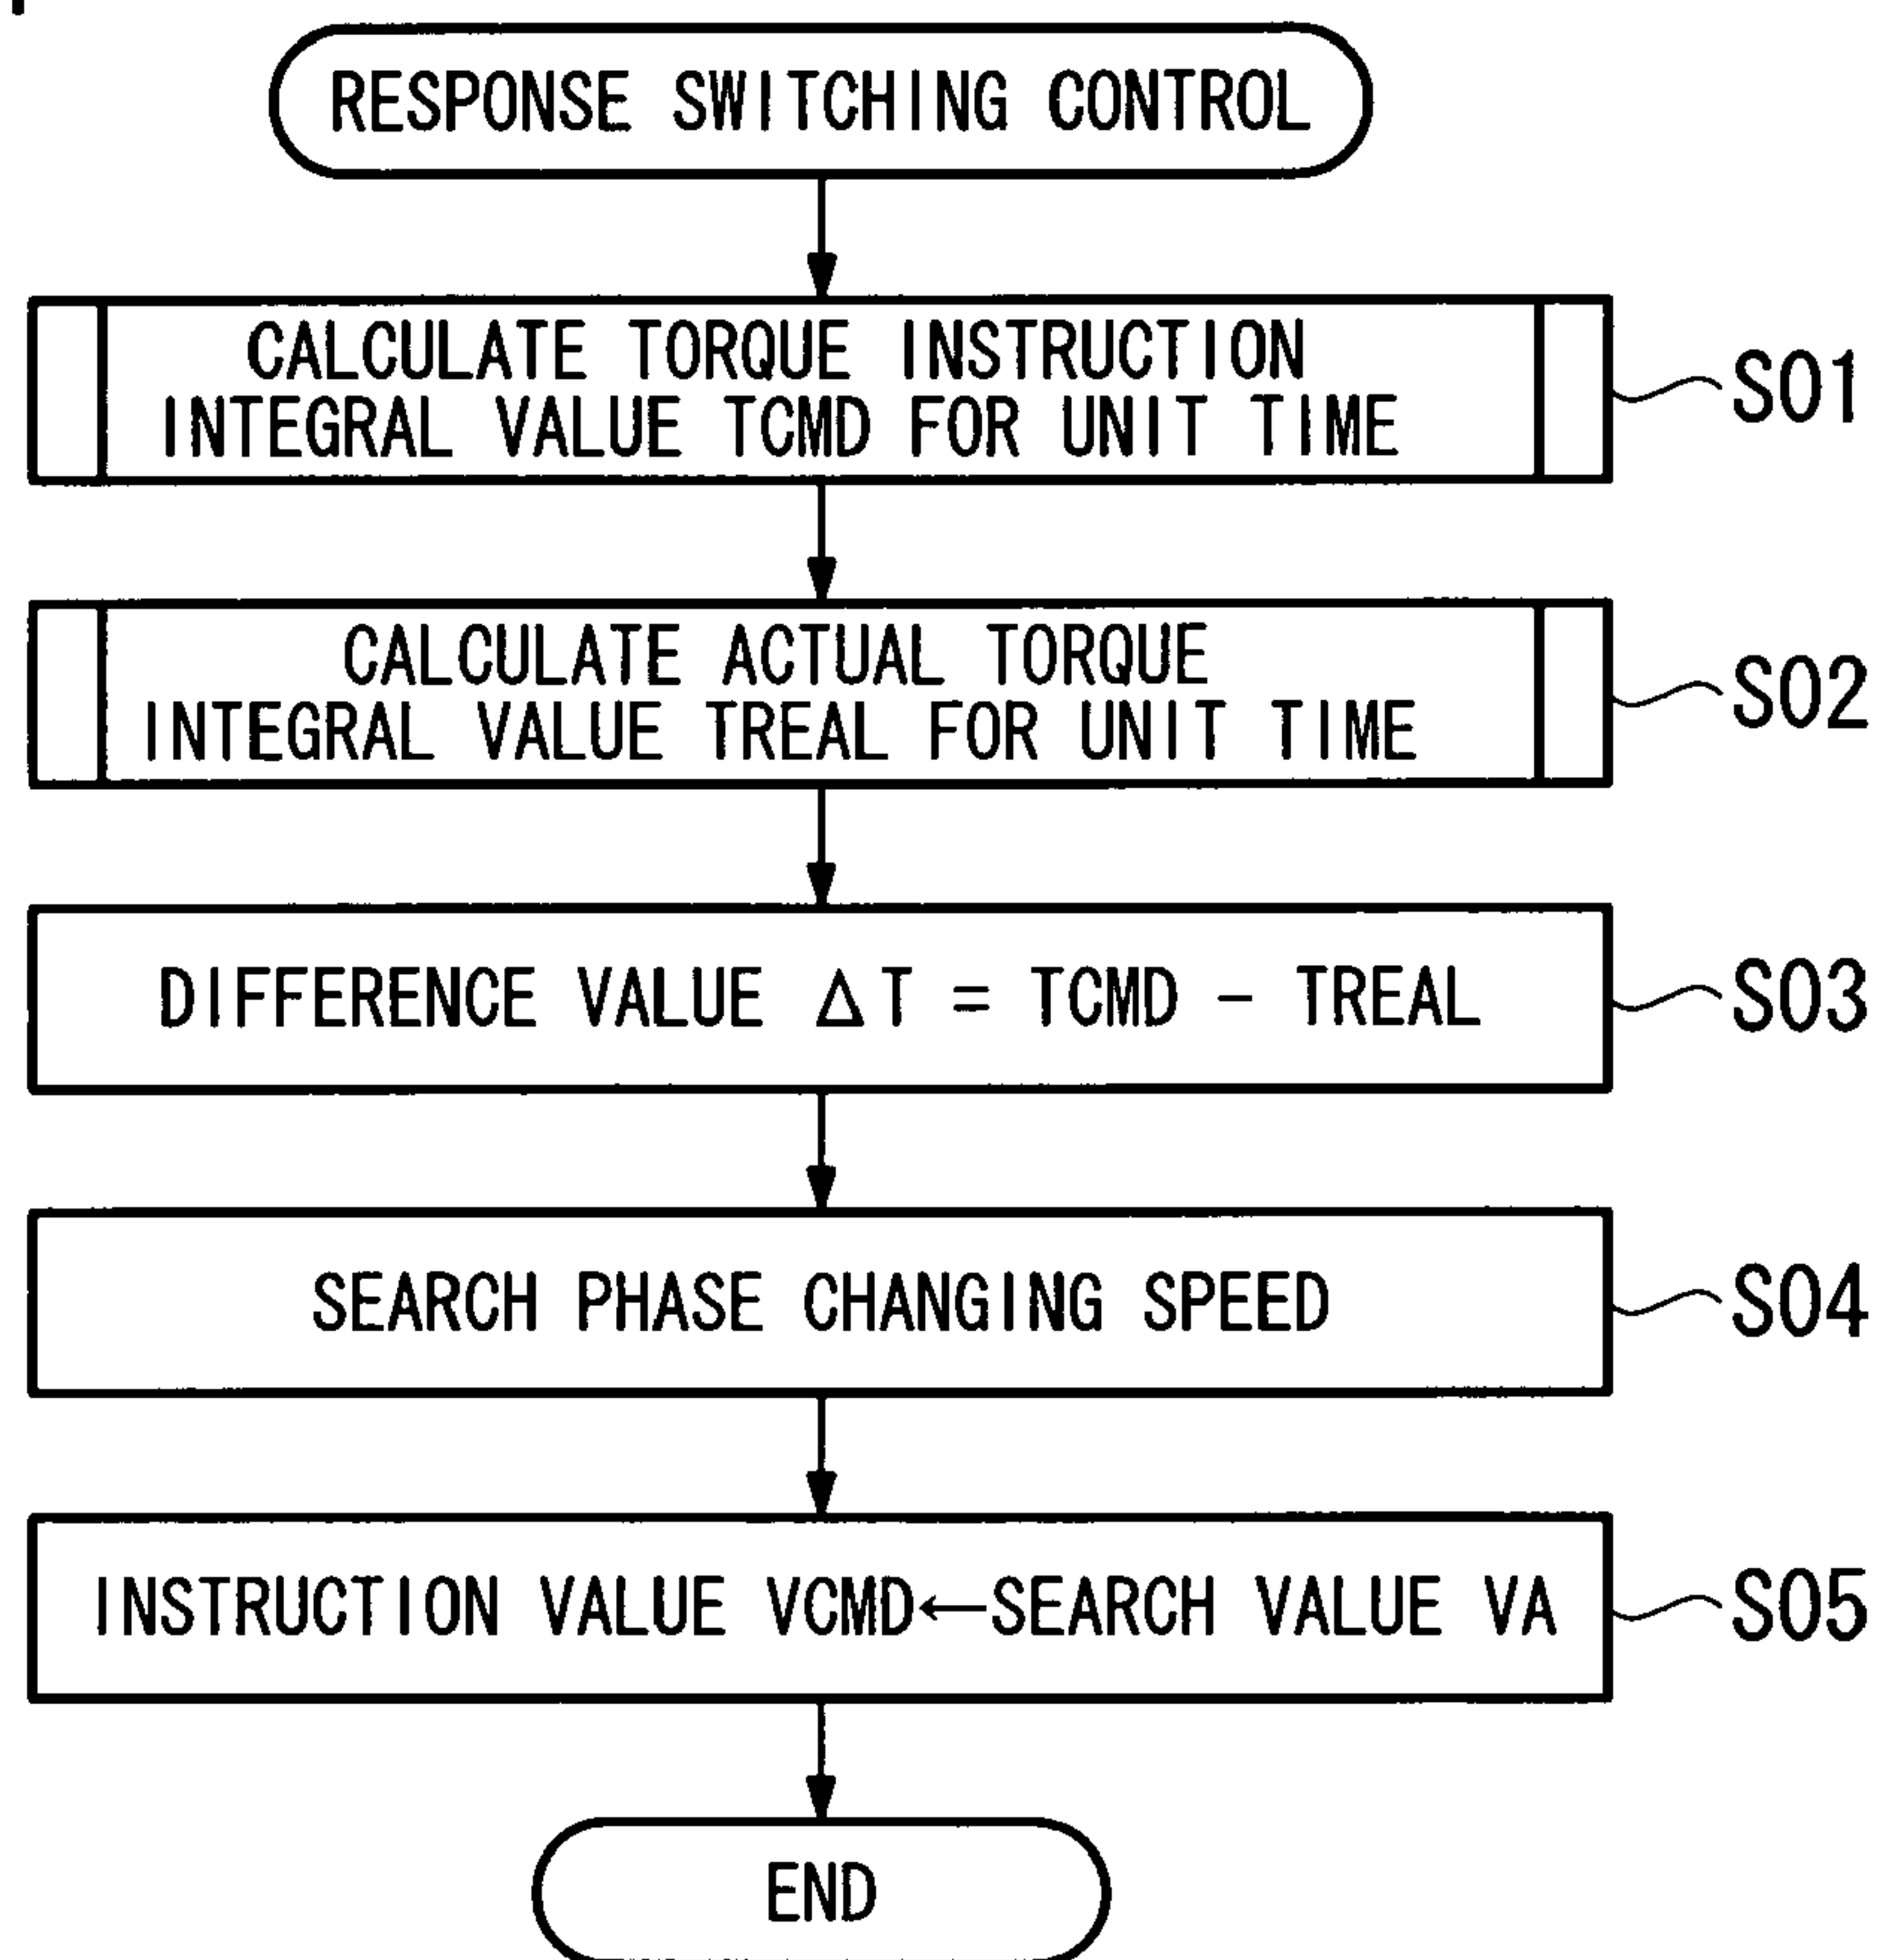 RESPONSE SWITCHING CONTROL
CALCULATE TORQUE INSTRUCTION
INTEGRAL VALUE TCMD FOR UNIT TIME
S01
CALCULATE ACTUAL TORQUE
INTEGRAL VALUE TREAL FOR UNIT TIME
S02
DIFFERENCE VALUE ΔT = TCMD - TREAL
S03
SEARCH PHASE CHANGING SPEED
S04
INSTRUCTION VALUE VCMD←SEARCH VALUE VA
S05
END